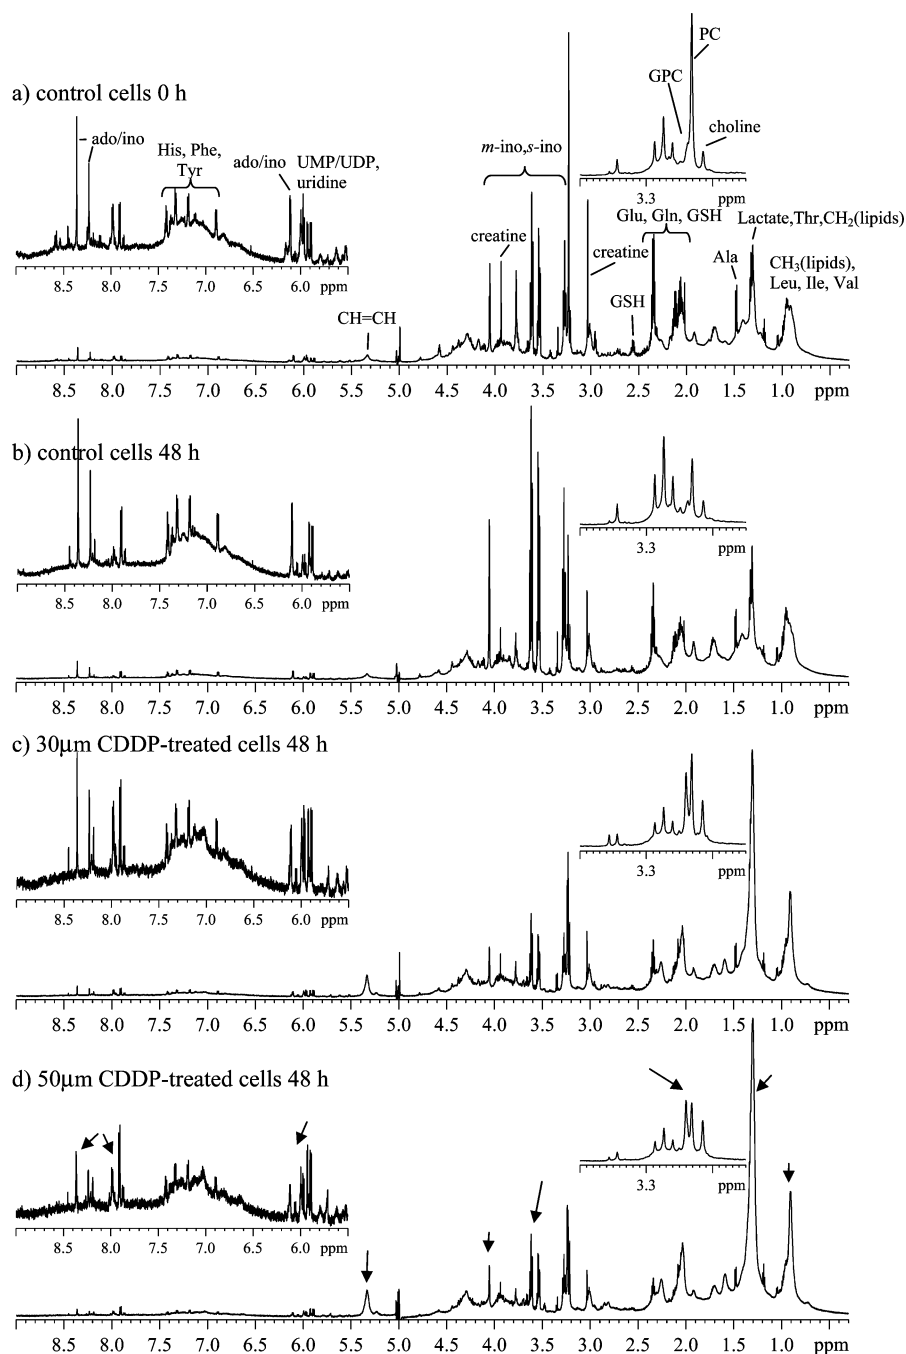 a) control cells 0 h
ado/ino
His, Phe,
Tyr
ado/ino
UMP/UDP,
uridine
8.5 8.0 7.5 7.0 6.5 6.0 ppm
CH=CH
creatine
m-ino,s-ino
creatine
GPC
PC
choline
3.3 ppm
Glu, Gln, GSH
GSH
Ala
Lactate,Thr,CH2(lipids)
CH3(lipids),
Leu, Ile, Val
8.5 8.0 7.5 7.0 6.5 6.0 5.5 5.0 4.5 4.0 3.5 3.0 2.5 2.0 1.5 1.0 ppm
b) control cells 48 h
3.3 ppm
8.5 8.0 7.5 7.0 6.5 6.0 ppm
8.5 8.0 7.5 7.0 6.5 6.0 5.5 5.0 4.5 4.0 3.5 3.0 2.5 2.0 1.5 1.0 ppm
c) 30µm CDDP-treated cells 48 h
3.3 ppm
8.5 8.0 7.5 7.0 6.5 6.0 ppm
8.5 8.0 7.5 7.0 6.5 6.0 5.5 5.0 4.5 4.0 3.5 3.0 2.5 2.0 1.5 1.0 ppm
d) 50µm CDDP-treated cells 48 h
3.3 ppm
8.5 8.0 7.5 7.0 6.5 6.0 ppm
8.5 8.0 7.5 7.0 6.5 6.0 5.5 5.0 4.5 4.0 3.5 3.0 2.5 2.0 1.5 1.0 ppm